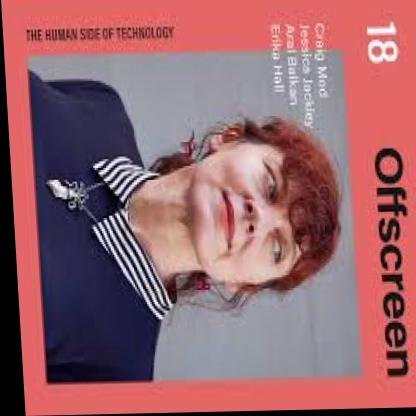 18
Offscreen
Craig Mod
Jessica Jackley
Aral Balkan
Erika Hall
THE HUMAN SIDE OF TECHNOLOGY